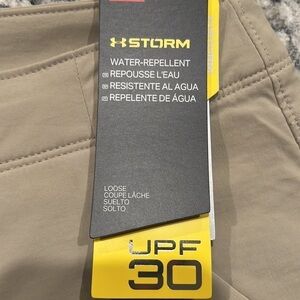 STORM
WATER-REPELLENT
REPOUSSE L'EAU
RESISTENTE AL AGUA
REPELENTE DE ÁGUA
LOOSE
COUPE LÂCHE
SUELTO
SOLTO
UPF
30